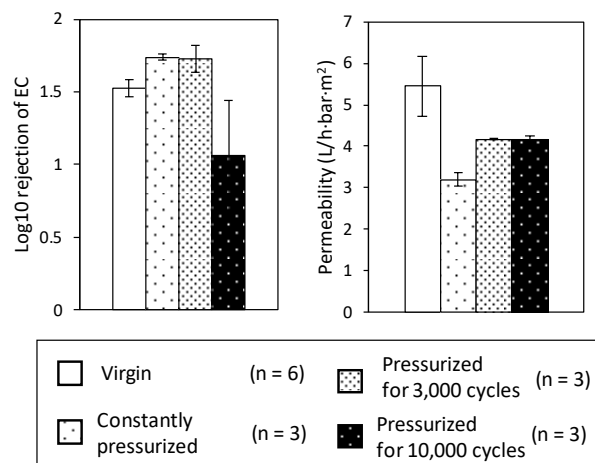 2
1.5
1
0.5
0
Log10 rejection of EC
7
6
5
4
3
2
1
0
Permeability (L/h·bar·m²)
Virgin (n = 6)
Constantly
pressurized (n = 3)
Pressurized
for 3,000 cycles (n = 3)
Pressurized
for 10,000 cycles (n = 3)